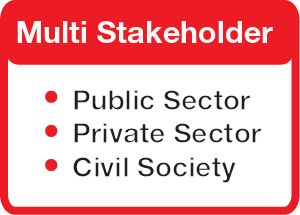 Multi Stakeholder
• Public Sector
• Private Sector
• Civil Society